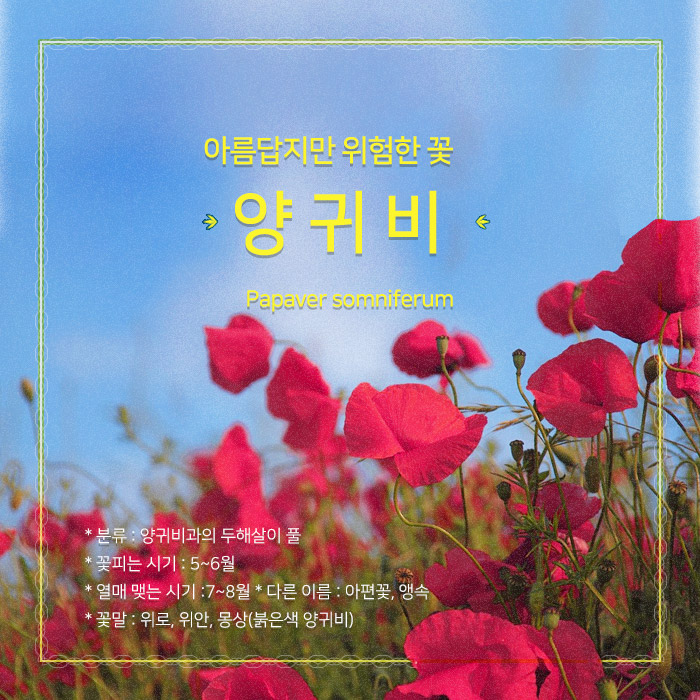 아름답지만 위험한 꽃
양귀비
Papaver somniferum
* 분류 : 양귀비과의 두해살이 풀
* 꽃피는 시기 : 5~6월
* 열매 맺는 시기 :7~8월 * 다른 이름 : 아편꽃, 앵속
* 꽃말 : 위로, 위안, 몽상(붉은색 양귀비)